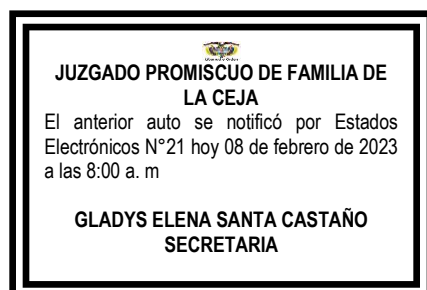 JUZGADO PROMISCUO DE FAMILIA DE
LA CEJA
El anterior auto se notificó por Estados
Electrónicos N°21 hoy 08 de febrero de 2023
a las 8:00 a. m
GLADYS ELENA SANTA CASTAÑO
SECRETARIA